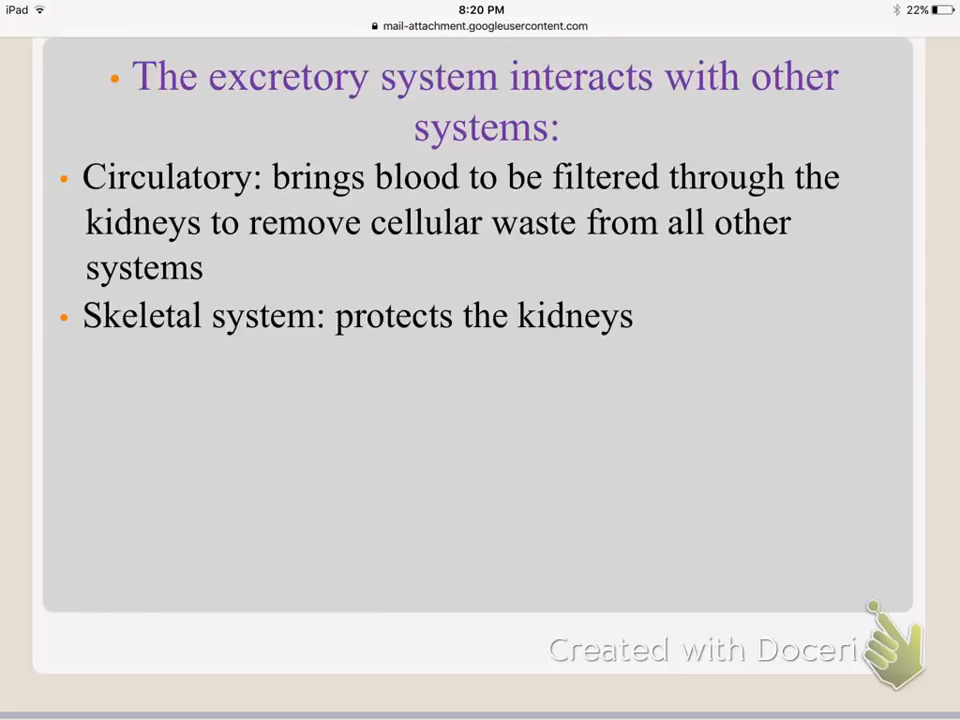 iPad 8:20 PM 22%
mail-attachment.googleusercontent.com
• The excretory system interacts with other
systems:
• Circulatory: brings blood to be filtered through the
kidneys to remove cellular waste from all other
systems
• Skeletal system: protects the kidneys
Created with Doceri